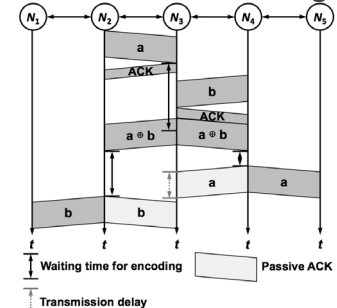 N₁ N₂ N₃ N₄ N₅
a
ACK
b
ACK
a ⊕ b a ⊕ b
a a
b b
t t t t t
Waiting time for encoding Passive ACK
Transmission delay